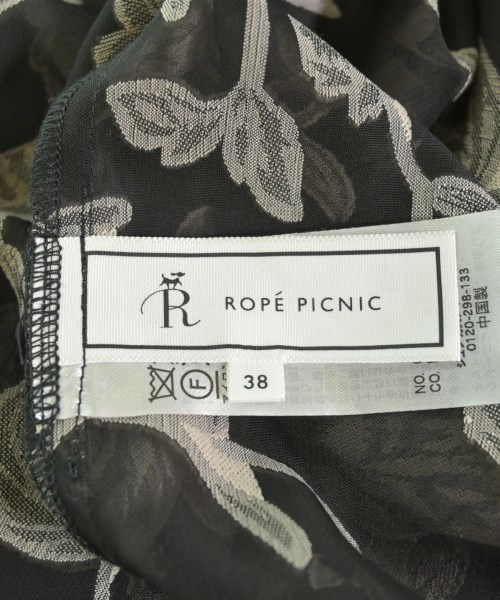 R
ROPÉ PICNIC
38
F
NO.
CO.
0120-298-133
中国製